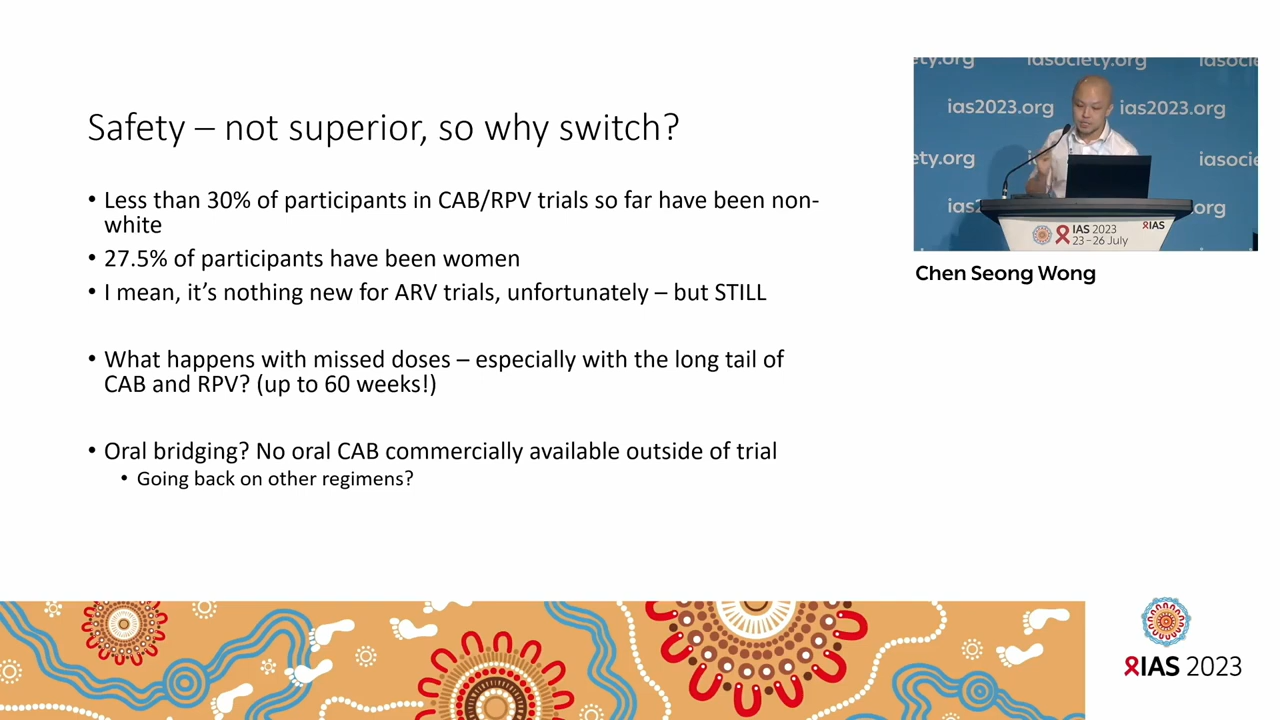 Safety – not superior, so why switch?
• Less than 30% of participants in CAB/RPV trials so far have been non-
white
• 27.5% of participants have been women
• I mean, it’s nothing new for ARV trials, unfortunately – but STILL
• What happens with missed doses – especially with the long tail of
CAB and RPV? (up to 60 weeks!)
• Oral bridging? No oral CAB commercially available outside of trial
• Going back on other regimens?
ety.org iasociety.org iasoci
ias2023.org ias2023.org
ety.org iasocie
ias2 .org
IAS 2023
23–26 July
IAS
Chen Seong Wong
IAS 2023